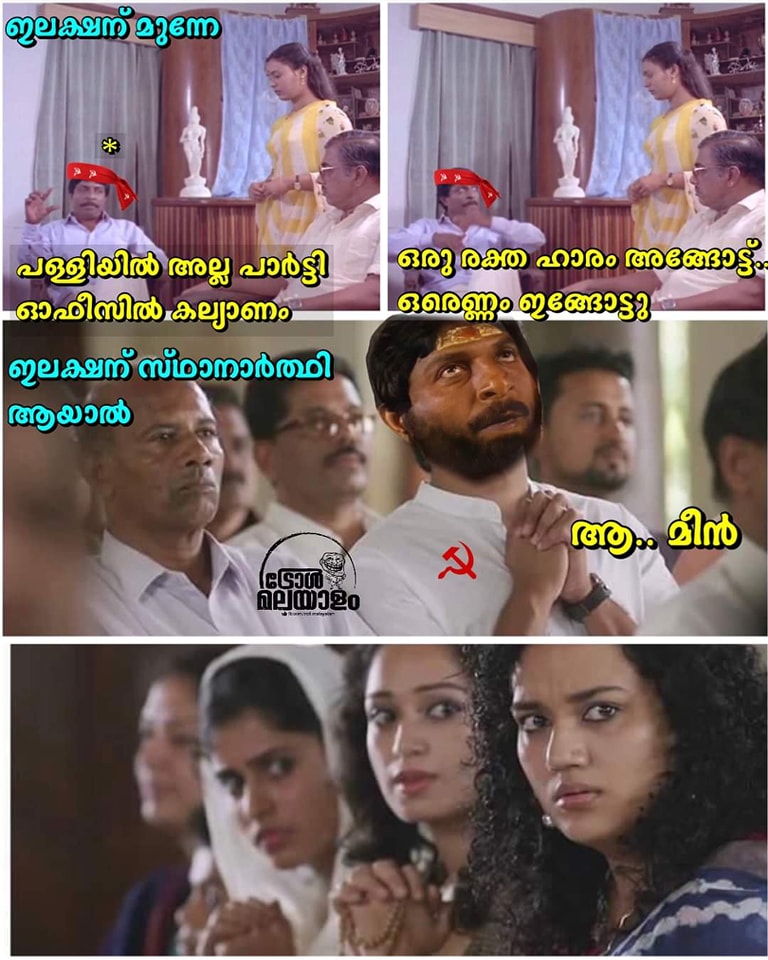 ഇലക്ഷന് മുന്നേ
*
പള്ളിയിൽ അല്ല പാർട്ടി
ഓഫീസിൽ കല്യാണം
ഒരു രക്ത ഹാരം അങ്ങോട്ട്..
ഒരെണ്ണം ഇങ്ങോട്ടു
ഇലക്ഷന് സ്ഥാനാർത്ഥി
ആയാൽ
ആ.. മീൻ
ട്രോൾ
മലയാളം